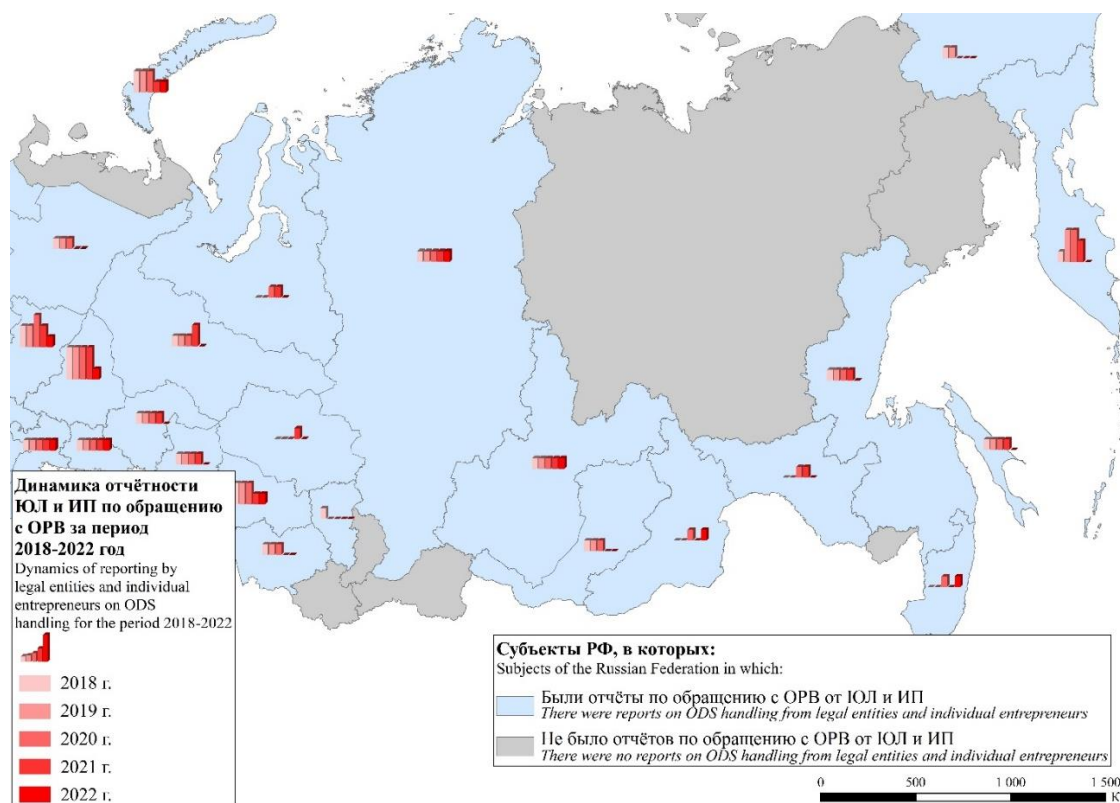 Динамика отчётности
ЮЛ и ИП по обращению
с ОРВ за период
2018-2022 год
Dynamics of reporting by
legal entities and individual
entrepreneurs on ODS
handling for the period 2018-2022
2018 г.
2019 г.
2020 г.
2021 г.
2022 г.
Субъекты РФ, в которых:
Subjects of the Russian Federation in which:
Были отчёты по обращению с ОРВ от ЮЛ и ИП
There were reports on ODS handling from legal entities and individual entrepreneurs
Не было отчётов по обращению с ОРВ от ЮЛ и ИП
There were no reports on ODS handling from legal entities and individual entrepreneurs
0 500 1 000 1 500